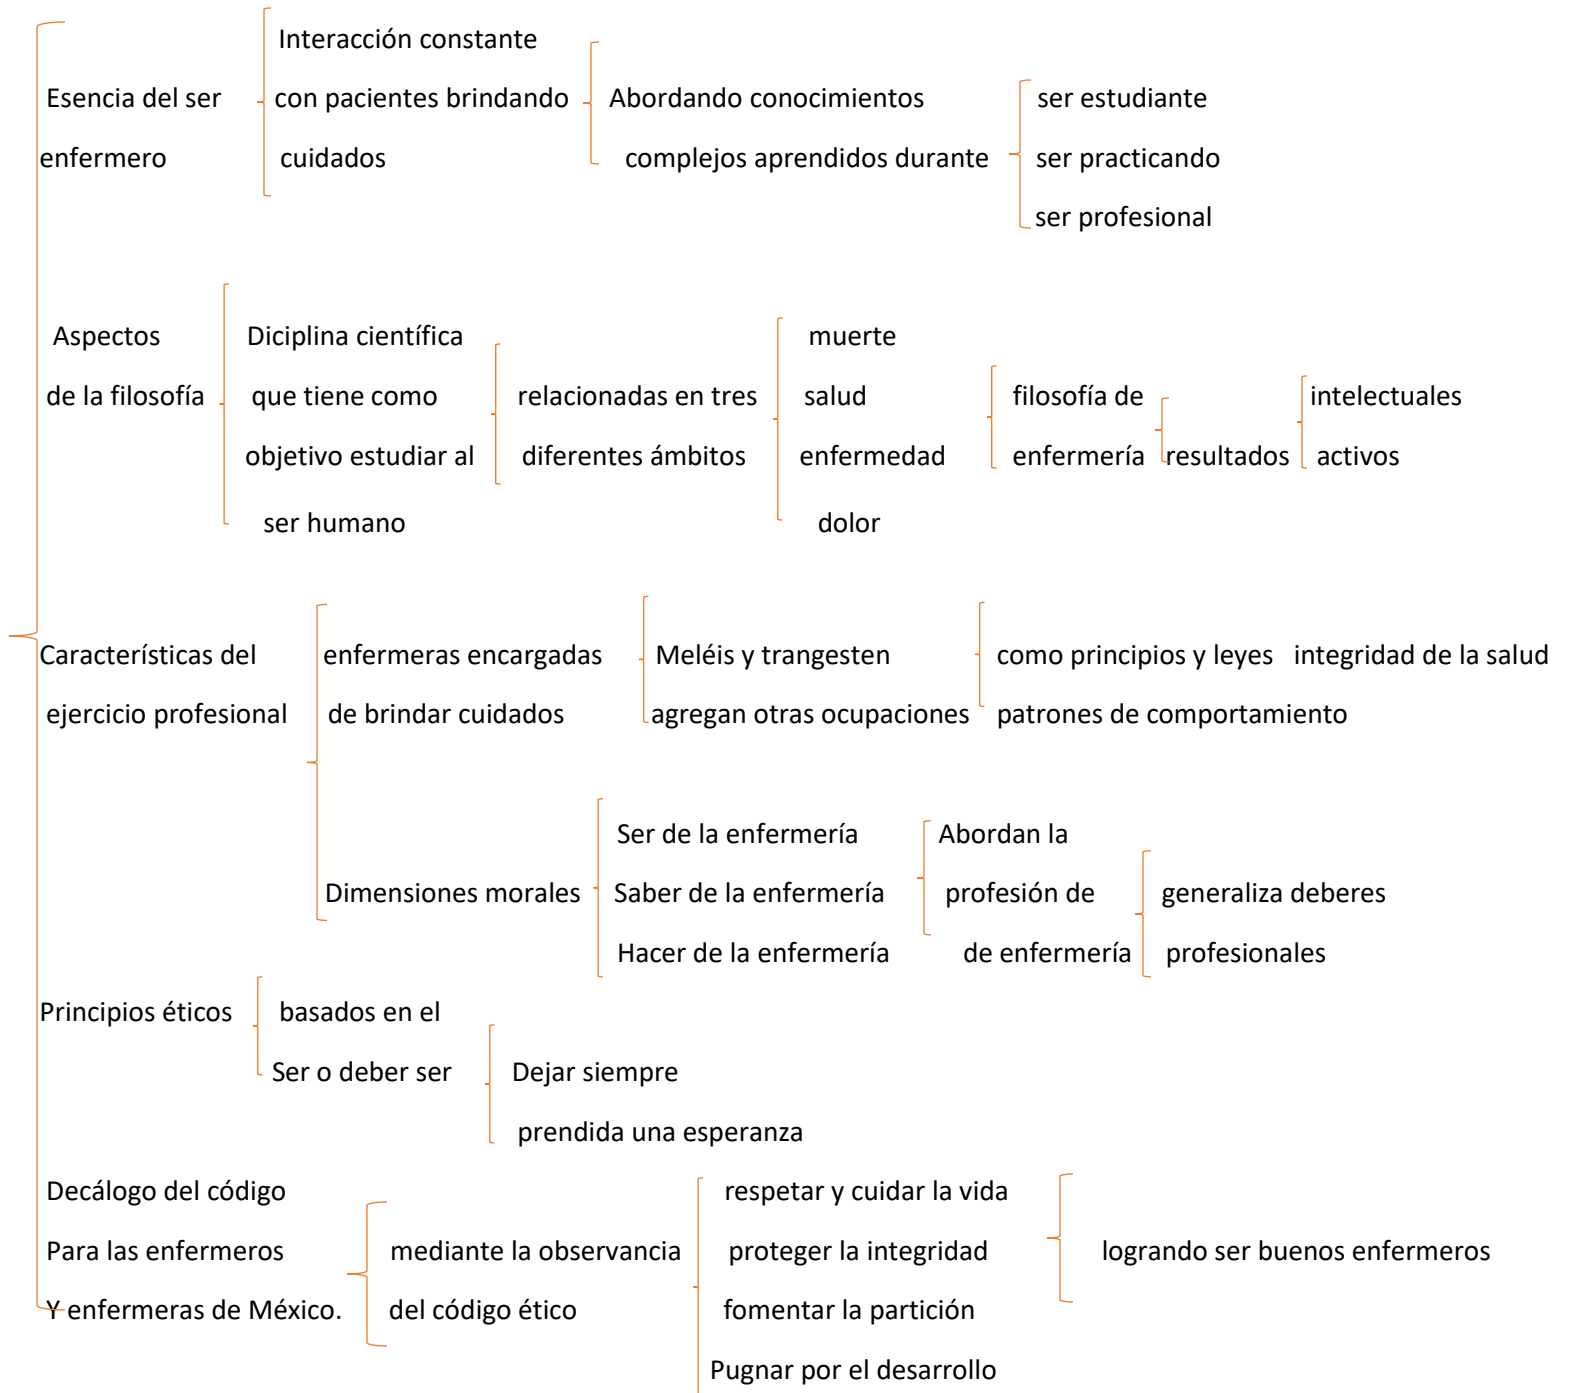 Interacción constante
Esencia del ser con pacientes brindando Abordando conocimientos ser estudiante
enfermero cuidados complejos aprendidos durante ser practicando
ser profesional
Aspectos Diciplina científica muerte
de la filosofía que tiene como relacionadas en tres salud filosofía de intelectuales
objetivo estudiar al diferentes ámbitos enfermedad enfermería resultados activos
ser humano dolor
Características del enfermeras encargadas Meléis y trangesten como principios y leyes integridad de la salud
ejercicio profesional de brindar cuidados agregan otras ocupaciones patrones de comportamiento
Ser de la enfermería Abordan la
Dimensiones morales Saber de la enfermería profesión de generaliza deberes
Hacer de la enfermería de enfermería profesionales
Principios éticos basados en el
Ser o deber ser Dejar siempre
prendida una esperanza
Decálogo del código respetar y cuidar la vida
Para las enfermeros mediante la observancia proteger la integridad logrando ser buenos enfermeros
Y enfermeras de México. del código ético fomentar la partición
Pugnar por el desarrollo